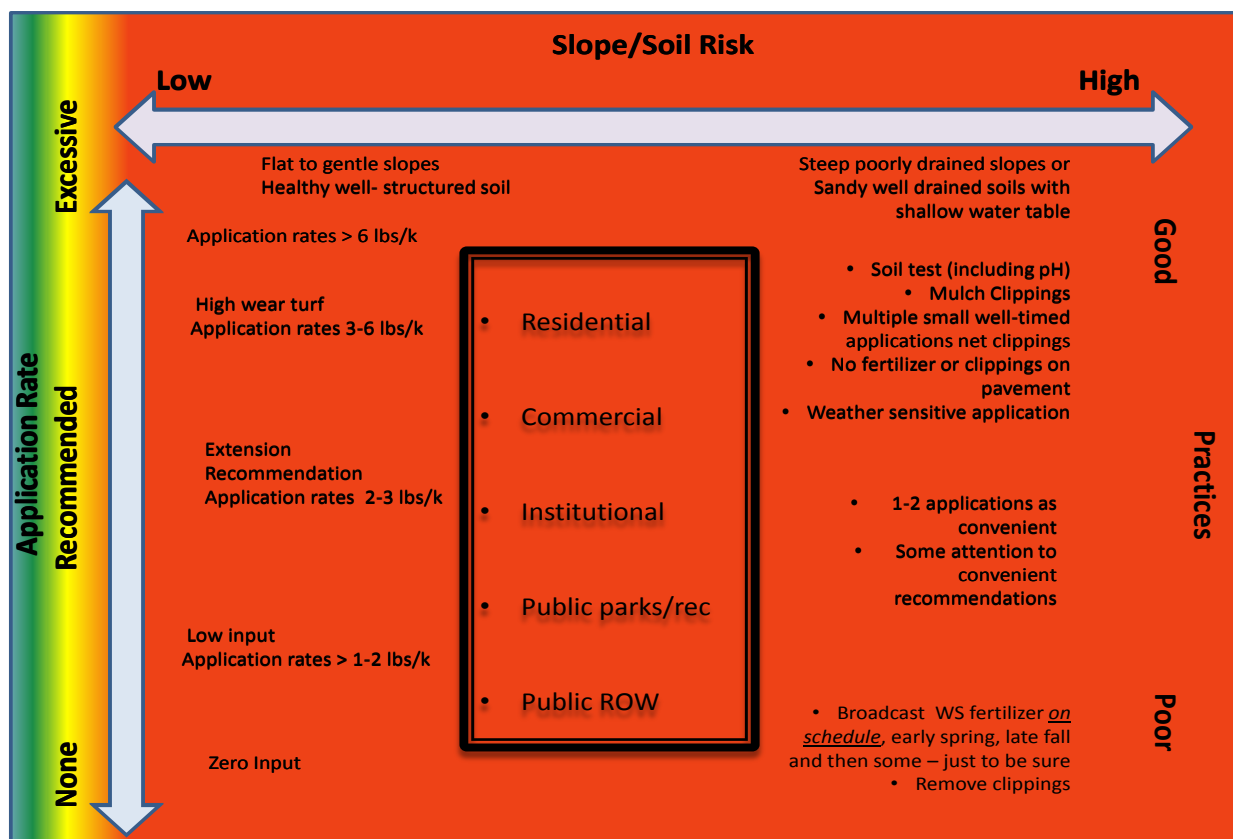 Slope/Soil Risk
Low
High
Excessive
Recommended
None
Application Rate
Flat to gentle slopes
Healthy well- structured soil
Steep poorly drained slopes or
Sandy well drained soils with
shallow water table
Application rates > 6 lbs/k
High wear turf
Application rates 3-6 lbs/k
Extension
Recommendation
Application rates 2-3 lbs/k
Low input
Application rates > 1-2 lbs/k
Zero Input
• Residential
• Commercial
• Institutional
• Public parks/rec
• Public ROW
• Soil test (including pH)
• Mulch Clippings
• Multiple small well-timed
applications net clippings
• No fertilizer or clippings on
pavement
• Weather sensitive application
• 1-2 applications as
convenient
• Some attention to
convenient
recommendations
• Broadcast WS fertilizer on
schedule, early spring, late fall
and then some – just to be sure
• Remove clippings
Good
Practices
Poor